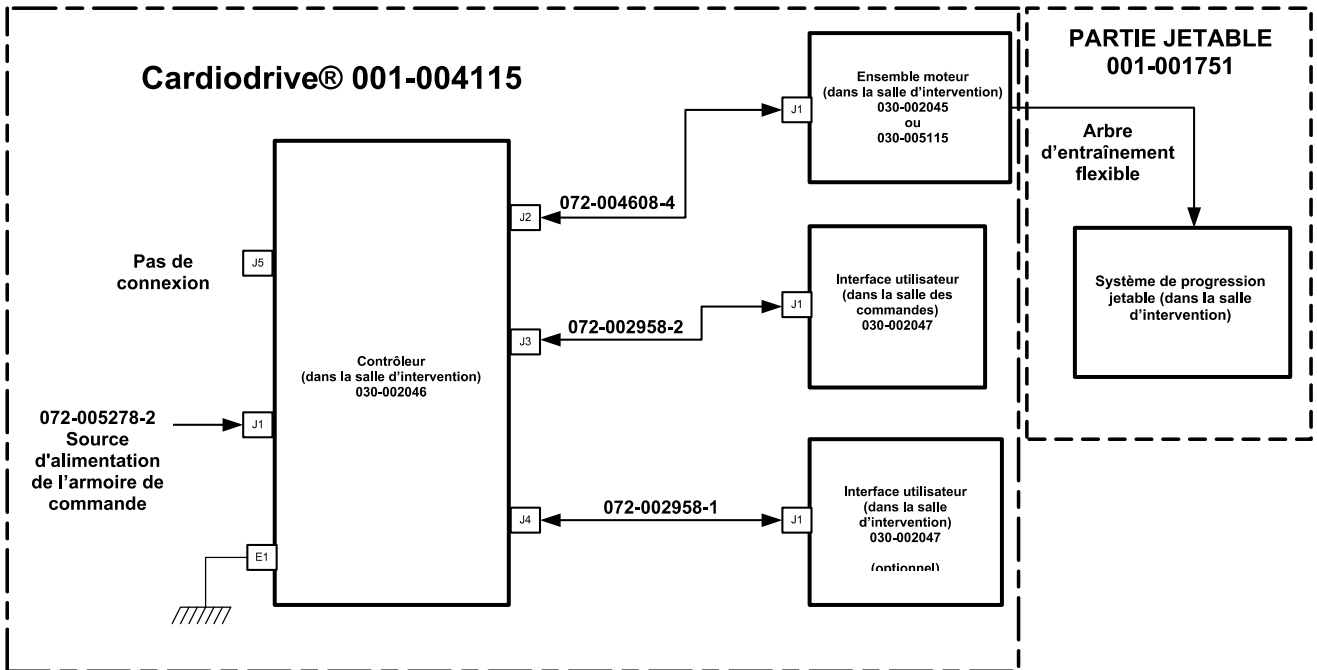 Cardiodrive® 001-004115
PARTIE JETABLE
001-001751
Ensemble moteur
(dans la salle d'intervention)
030-002045
ou
030-005115
J1
Arbre
d'entraînement
flexible
072-004608-4
J2
Pas de
connexion
J5
Interface utilisateur
(dans la salle des
commandes)
030-002047
J1
Système de progression
jetable (dans la salle
d'intervention)
072-002958-2
J3
Contrôleur
(dans la salle d'intervention)
030-002046
072-005278-2
Source
d'alimentation
de l'armoire de
commande
J1
072-002958-1
J4
J1
Interface utilisateur
(dans la salle
d'intervention)
030-002047
(optionnel)
E1